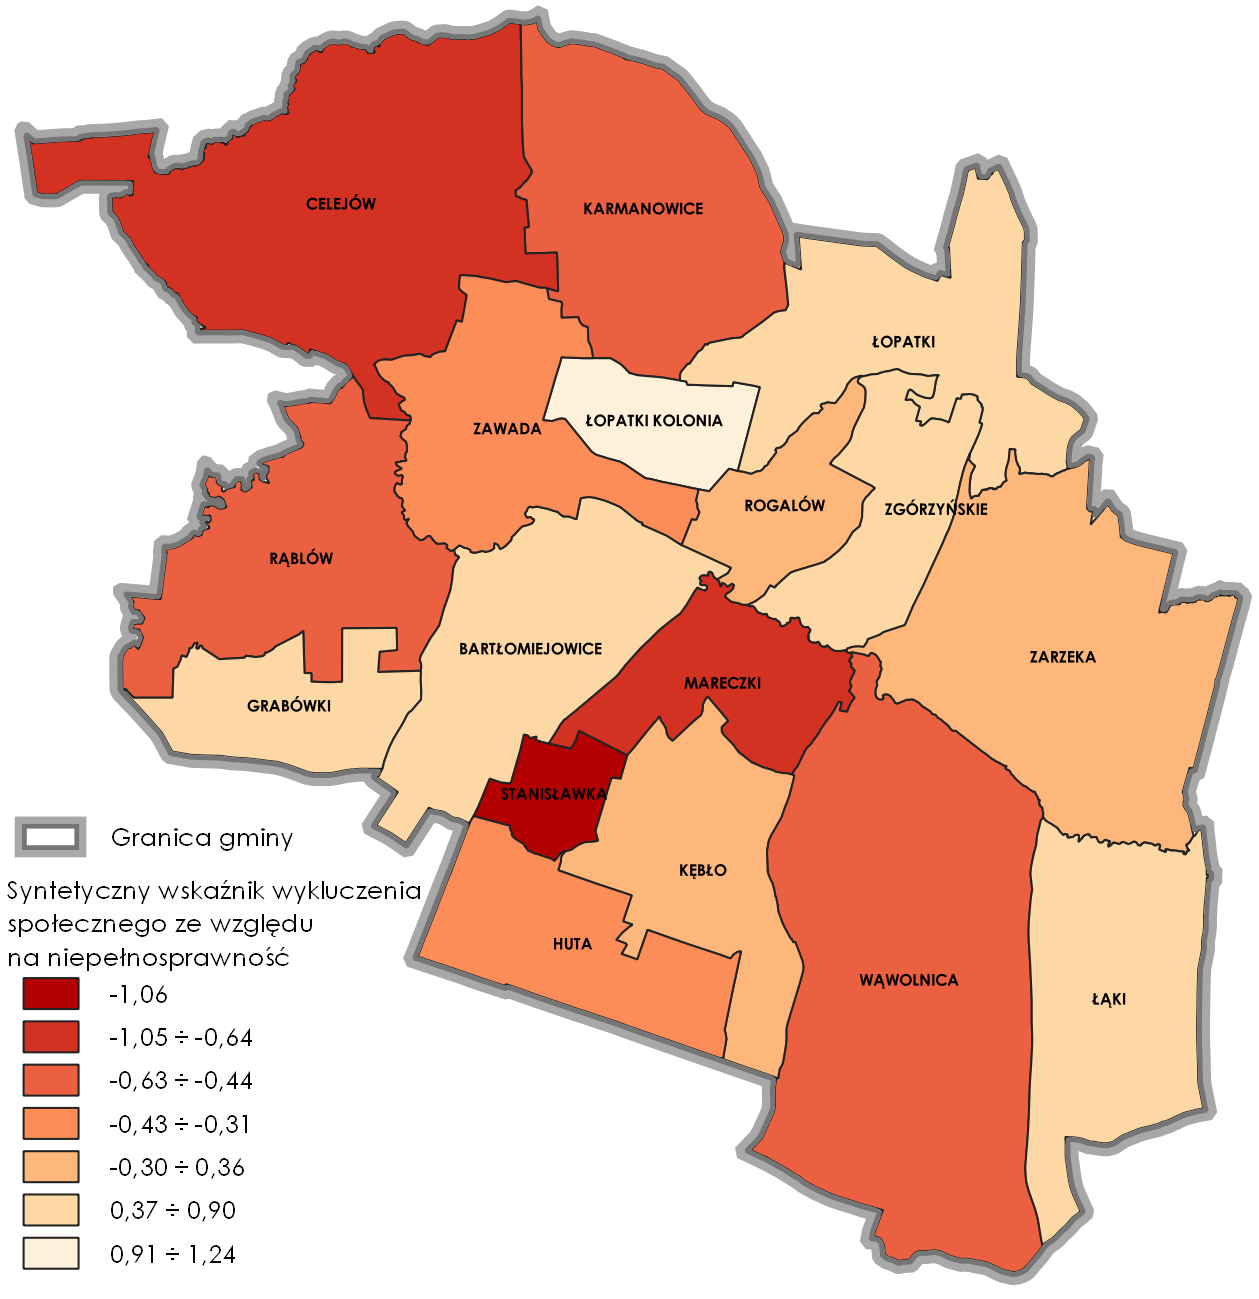 CELEJÓW
KARMANOWICE
ŁOPATKI
ŁOPATKI KOLONIA
ZAWADA
ROGALÓW
ZGÓRZYŃSKIE
RĄBLÓW
BARTŁOMIEJOWICE
ZARZEKA
MARECZKI
GRABÓWKI
STANISŁAWKA
KĘBŁO
HUTA
WĄWOLNICA
ŁĄKI
Granica gminy
Syntetyczny wskaźnik wykluczenia
społecznego ze względu
na niepełnosprawność
-1,06
-1,05 ÷ -0,64
-0,63 ÷ -0,44
-0,43 ÷ -0,31
-0,30 ÷ 0,36
0,37 ÷ 0,90
0,91 ÷ 1,24